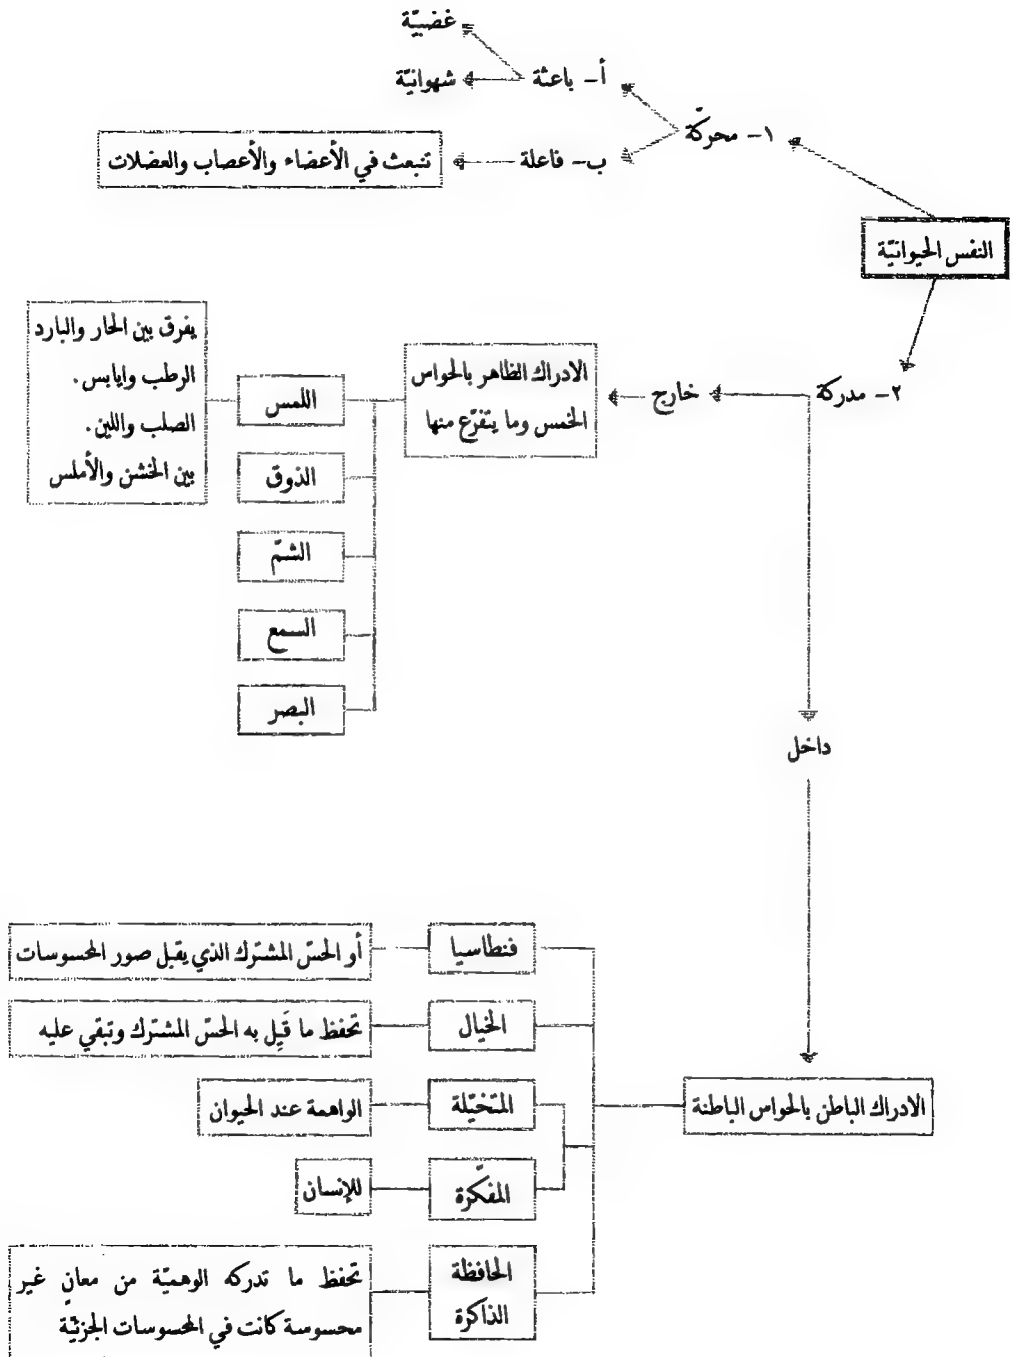 غضبيّة
أ- باعثة
شهوانيّة
١- محركّة
ب- فاعلة
تنبعث في الأعضاء والأعصاب والعضلات
النفس الحيوانيّة
٢- مدركة
خارج
الادراك الظاهر بالحواس
الخمس وما يتفرّع منها
اللمس
يفرق بين الحار والبارد
الرطب وايابس.
الصلب واللين.
بين الخشن والأملس
الذوق
الشمّ
السمع
البصر
داخل
الادراك الباطن بالحواس الباطنة
فنطاسيا
أو الحسّ المشترك الذي يقبل صور المحسوسات
الخيال
تحفظ ما قَبِل به الحسّ المشترك وتبقي عليه
المتخيّلة
الواهمة عند الحيوان
المفكّرة
للإنسان
الحافظة
الذاكرة
تحفظ ما تدركه الوهميّة من معانٍ غير
محسوسة كانت في المحسوسات الجزئيّة